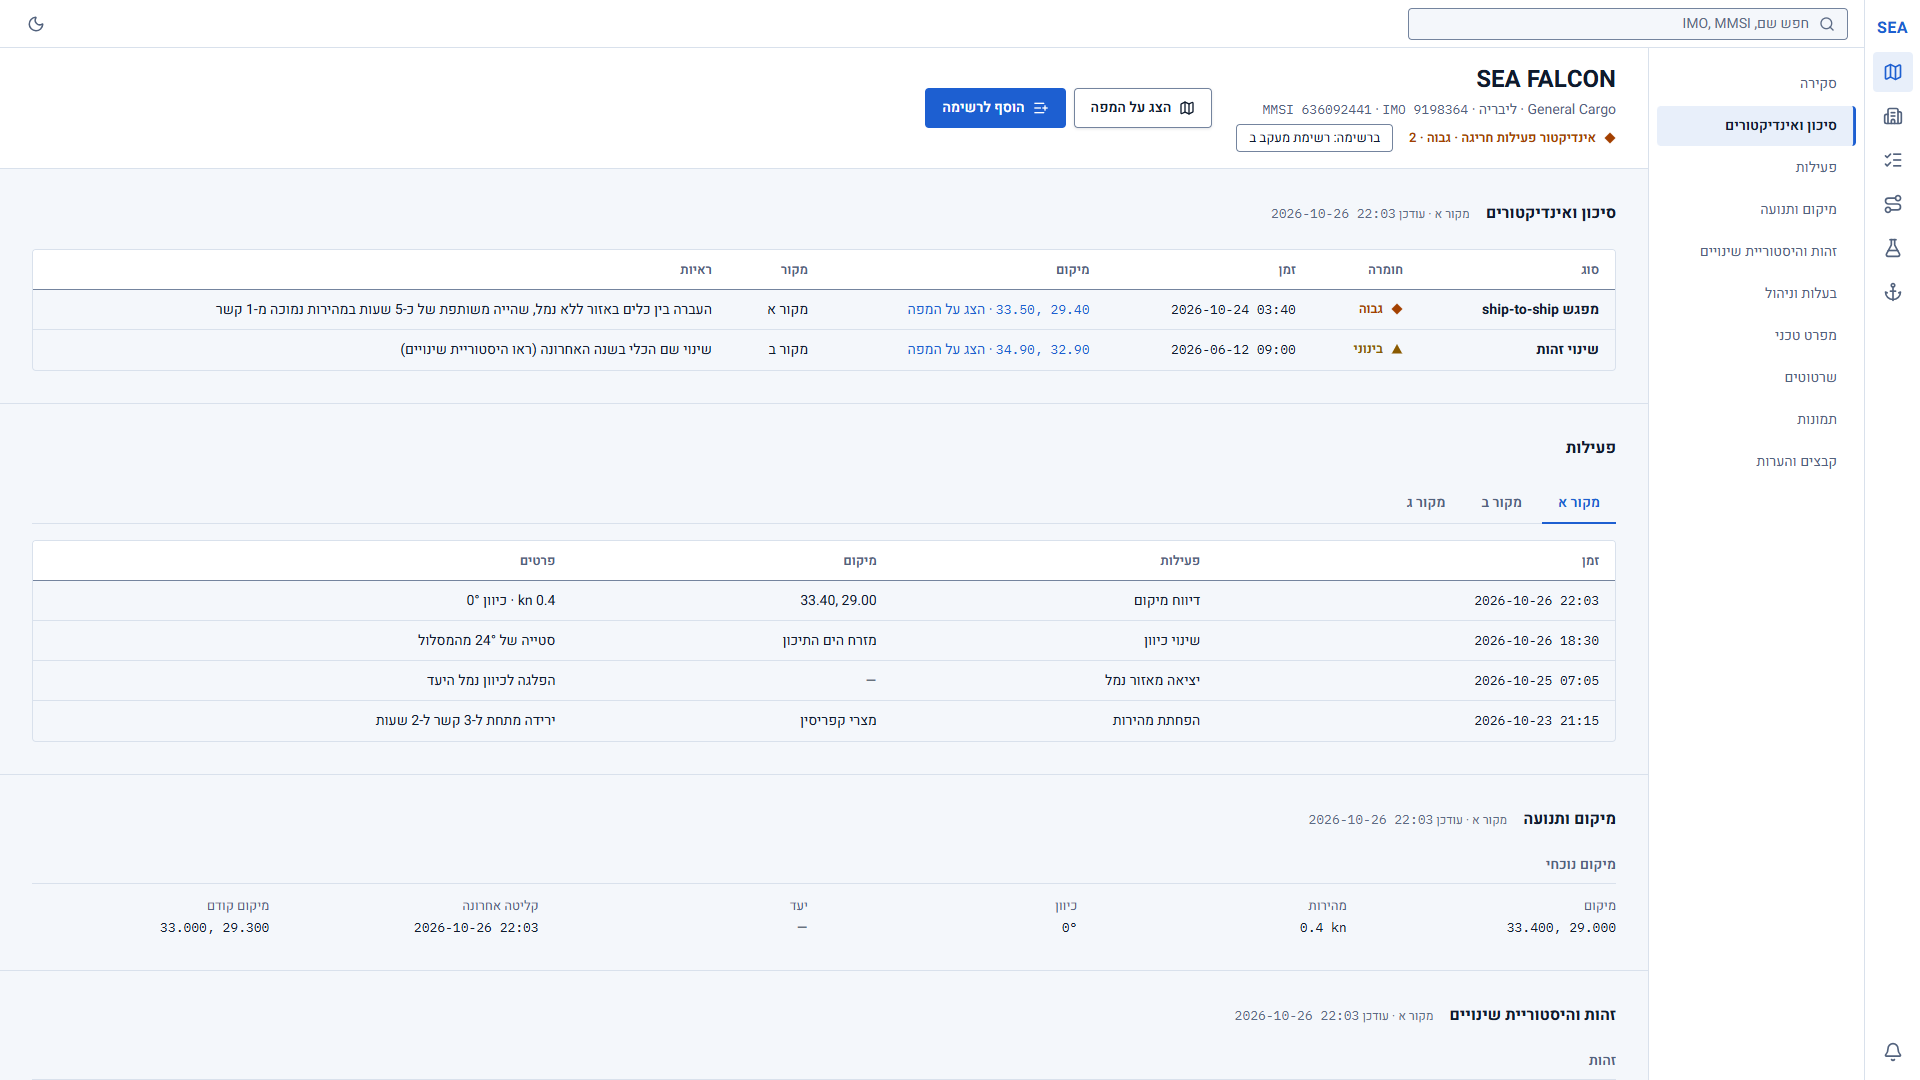 SEA
חפש שם, IMO, MMSI
סקירה
סיכון ואינדיקטורים
פעילות
מיקום ותנועה
זהות והיסטוריית שינויים
בעלות וניהול
מפרט טכני
שרטוטים
תמונות
קבצים והערות
SEA FALCON
General Cargo · ליבריה · IMO 9198364 · MMSI 636092441
אינדיקטור פעילות חריגה · גבוה · 2
ברשימה: רשימת מעקב ב
הצג על המפה
הוסף לרשימה
סיכון ואינדיקטורים מקור א · עודכן 2026-10-26 22:03
סוג חומרה זמן מיקום מקור ראיות
מפגש ship-to-ship גבוה 2026-10-24 03:40 33.50, 29.40 · הצג על המפה מקור א העברה בין כלים באזור ללא נמל, שהייה משותפת של כ-5 שעות במהירות נמוכה מ-1 קשר
שינוי זהות בינוני 2026-06-12 09:00 34.90, 32.90 · הצג על המפה מקור ב שינוי שם הכלי בשנה האחרונה (ראו היסטוריית שינויים)
פעילות
מקור א מקור ב מקור ג
זמן פעילות מיקום פרטים
2026-10-26 22:03 דיווח מיקום 33.40, 29.00 0.4 kn · כיוון 0°
2026-10-26 18:30 שינוי כיוון מזרח הים התיכון סטייה של 24° מהמסלול
2026-10-25 07:05 יציאה מאזור נמל — הפלגה לכיוון נמל היעד
2026-10-23 21:15 הפחתת מהירות מצרי קפריסין ירידה מתחת ל-3 קשר ל-2 שעות
מיקום ותנועה מקור א · עודכן 2026-10-26 22:03
מיקום נוכחי
מיקום מהירות כיוון יעד קליטה אחרונה מיקום קודם
33.400, 29.000 0.4 kn 0° — 2026-10-26 22:03 33.000, 29.300
זהות והיסטוריית שינויים מקור א · עודכן 2026-10-26 22:03
זהות